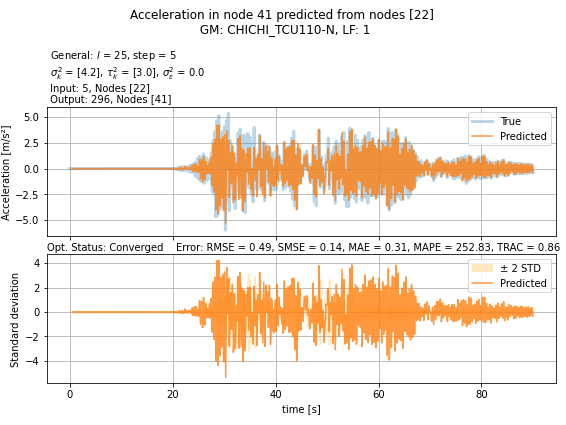 Acceleration in node 41 predicted from nodes [22]
GM: CHICHI_TCU110-N, LF: 1
General: l = 25, step = 5
σ²ₖ = [4.2], τ²ₖ = [3.0], σ²ε = 0.0
Input: 5, Nodes [22]
Output: 296, Nodes [41]
5.0
2.5
0.0
−2.5
−5.0
Acceleration [m/s²]
True
Predicted
Opt. Status: Converged Error: RMSE = 0.49, SMSE = 0.14, MAE = 0.31, MAPE = 252.83, TRAC = 0.86
4
2
0
−2
−4
Standard deviation
± 2 STD
Predicted
0 20 40 60 80
time [s]